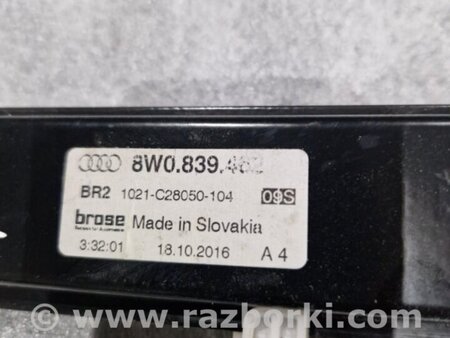 8W0.839.462
BR2 1021-C28050-104 09S
brose Made in Slovakia
3:32:01 18.10.2016 A 4
www.razborki.com